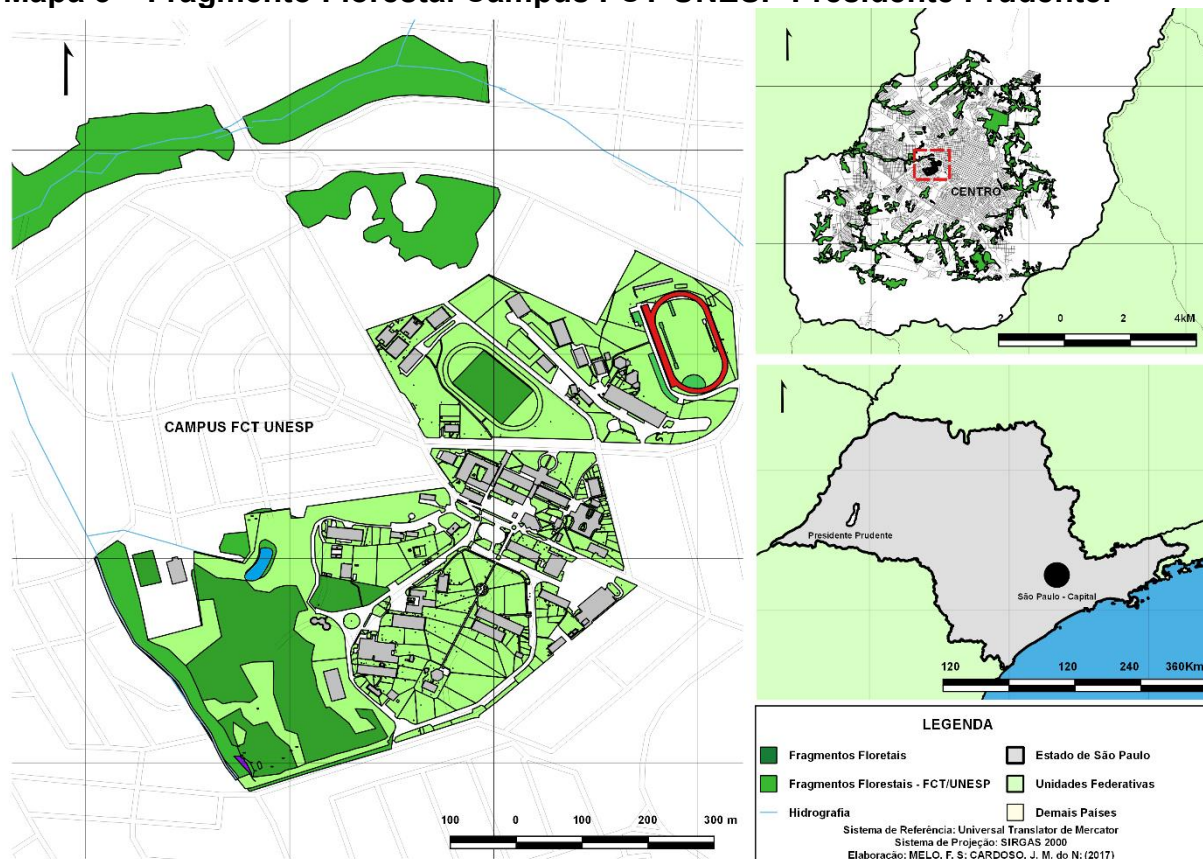 Mapa – Fragmento Florestal Campus FCT UNESP Presidente Prudente.
CAMPUS FCT UNESP
100 0 100 200 300 m
CENTRO
2 0 2 4kM
Presidente Prudente
São Paulo - Capital
120 120 240 360Km
LEGENDA
Fragmentos Floretais
Fragmentos Florestais - FCT/UNESP
Hidrografia
Estado de São Paulo
Unidades Federativas
Demais Países
Sistema de Referência: Universal Translator de Mercator
Sistema de Projeção: SIRGAS 2000
Elaboração: MELO, F. S; CARDOSO, J. M. do N; (2017)